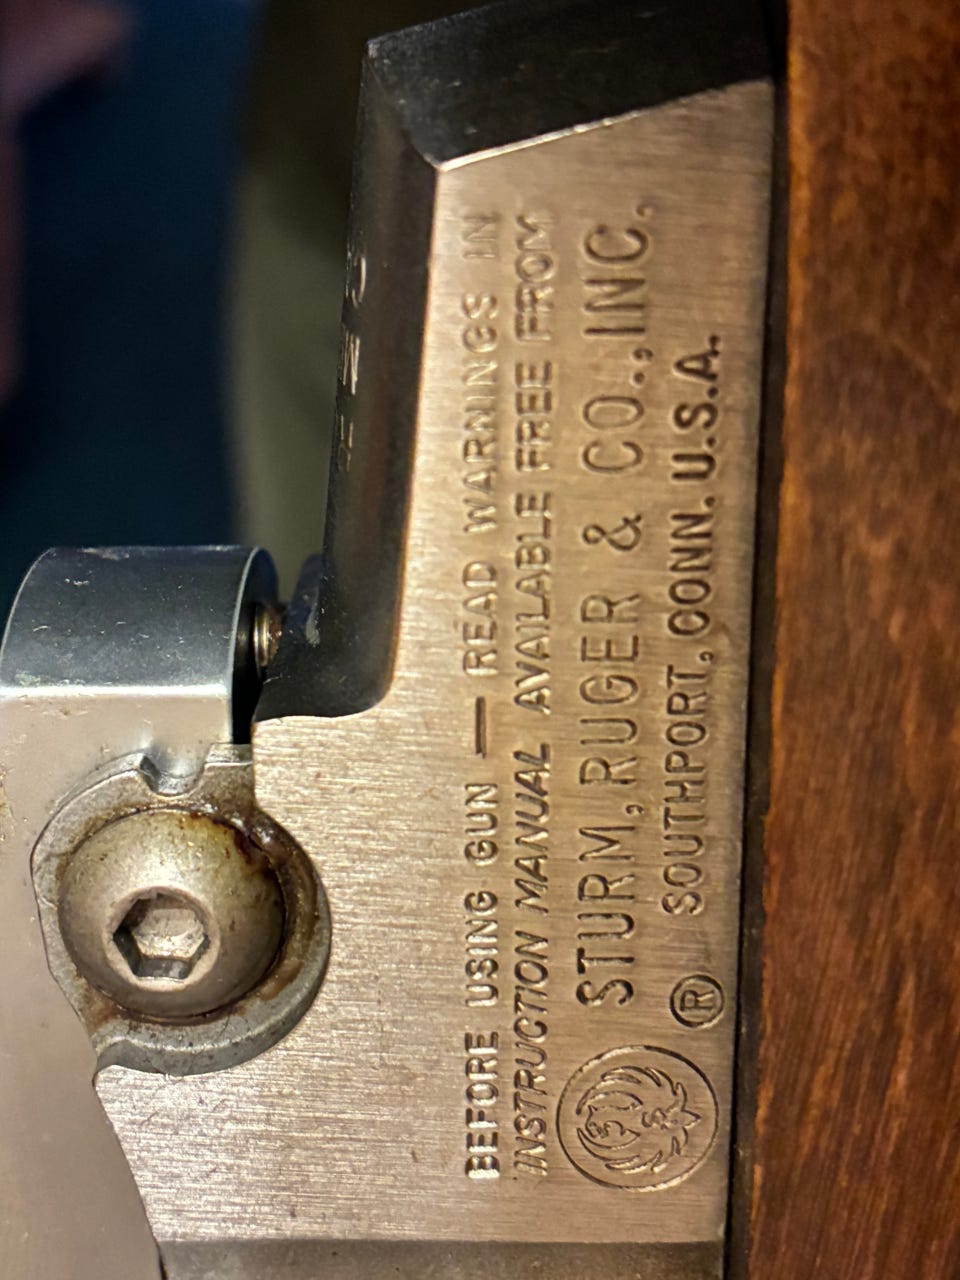 BEFORE USING GUN — READ WARNINGS IN
INSTRUCTION MANUAL AVAILABLE FREE FROM
STURM, RUGER & CO., INC.
® SOUTHPORT, CONN. U.S.A.